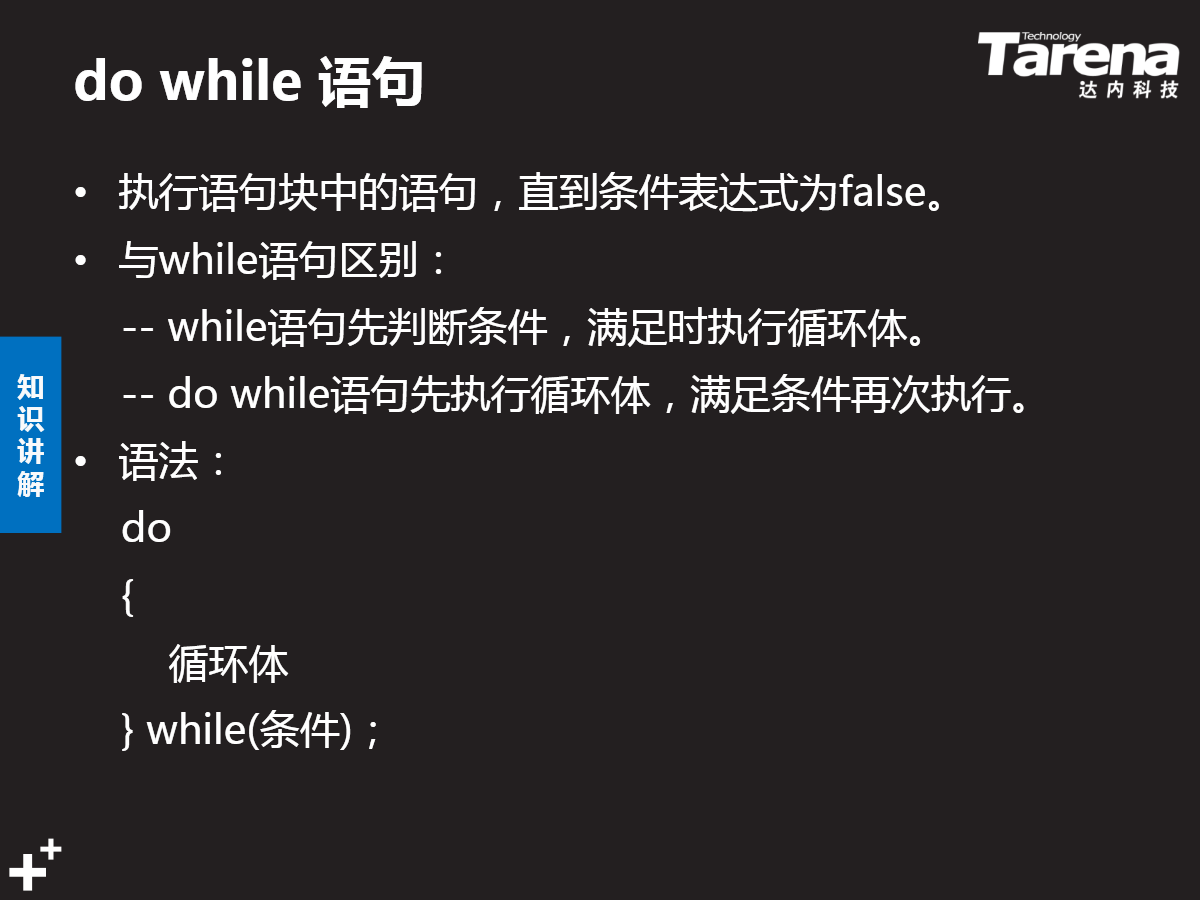 Technology
Tarena
达内科技
do while 语句
• 执行语句块中的语句，直到条件表达式为false。
• 与while语句区别：
-- while语句先判断条件，满足时执行循环体。
-- do while语句先执行循环体，满足条件再次执行。
• 语法：
do
{
循环体
} while(条件)；
知识讲解